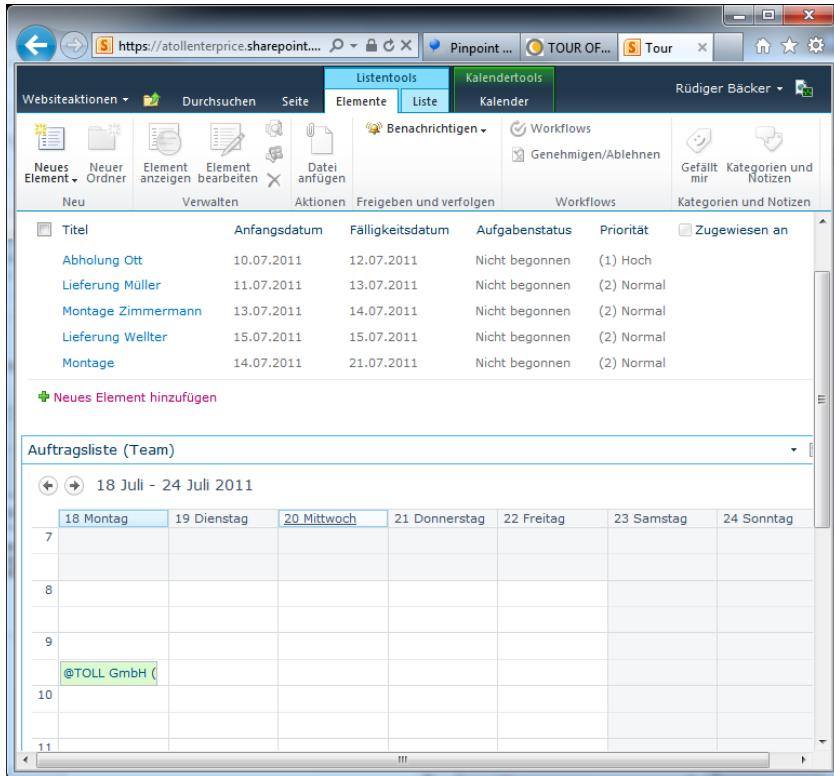 https://atollenterprice.sharepoint.... Pinpoint ... TOUR OF... Tour
Listentools Kalendertools
Websiteaktionen Durchsuchen Seite Elemente Liste Kalender Rüdiger Bäcker
Neues Element Neuer Ordner Element anzeigen Element bearbeiten Datei anfügen Benachrichtigen Workflows Genehmigen/Ablehnen Gefällt mir Kategorien und Notizen
Neu Verwalten Aktionen Freigeben und verfolgen Workflows Kategorien und Notizen
Titel Anfangsdatum Fälligkeitsdatum Aufgabenstatus Priorität Zugewiesen an
Abholung Ott 10.07.2011 12.07.2011 Nicht begonnen (1) Hoch
Lieferung Müller 11.07.2011 13.07.2011 Nicht begonnen (2) Normal
Montage Zimmermann 13.07.2011 14.07.2011 Nicht begonnen (2) Normal
Lieferung Wellter 15.07.2011 15.07.2011 Nicht begonnen (2) Normal
Montage 14.07.2011 21.07.2011 Nicht begonnen (2) Normal
Neues Element hinzufügen
Auftragsliste (Team)
18 Juli - 24 Juli 2011
18 Montag 19 Dienstag 20 Mittwoch 21 Donnerstag 22 Freitag 23 Samstag 24 Sonntag
7
8
9
@TOLL GmbH (
10
11